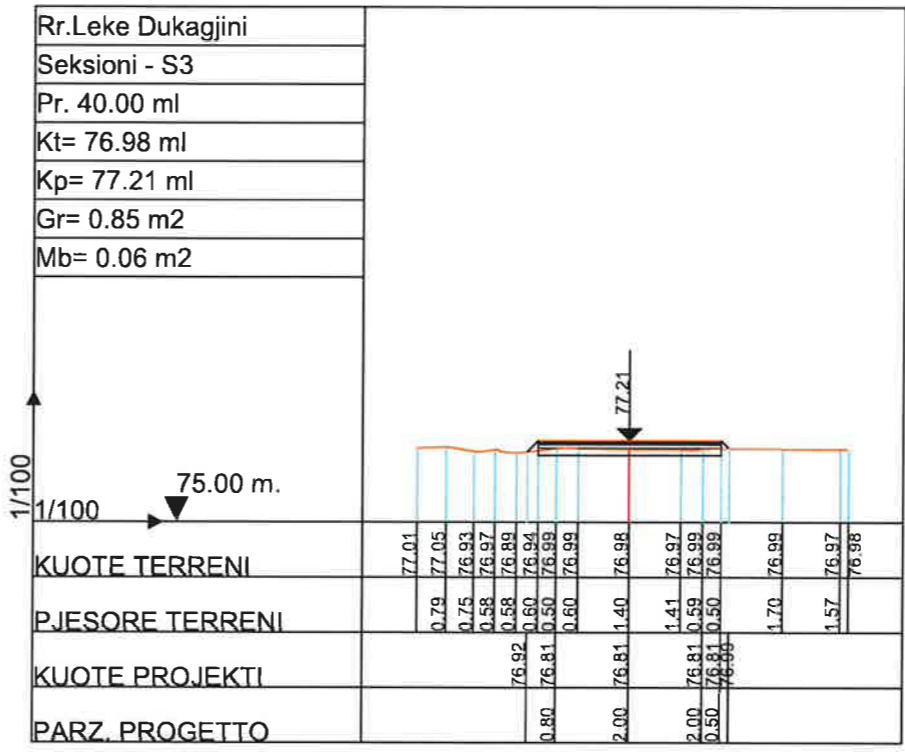 Rr.Leke Dukagjini
Seksioni - S3
Pr. 40.00 ml
Kt= 76.98 ml
Kp= 77.21 ml
Gr= 0.85 m2
Mb= 0.06 m2
77.21
1/100
75.00 m.
1/100
KUOTE TERRENI 77.01 77.05 76.93 76.97 76.89 76.94 76.99 76.99 76.98 76.97 76.99 76.99 76.99 76.97 76.98
PJESORE TERRENI 0.79 0.75 0.58 0.58 0.60 0.50 0.60 1.40 1.41 0.59 0.50 1.70 1.57
KUOTE PROJEKTI 76.92 76.81 76.81 76.81 76.81 76.99
PARZ. PROGETTO 0.80 2.00 2.00 0.50